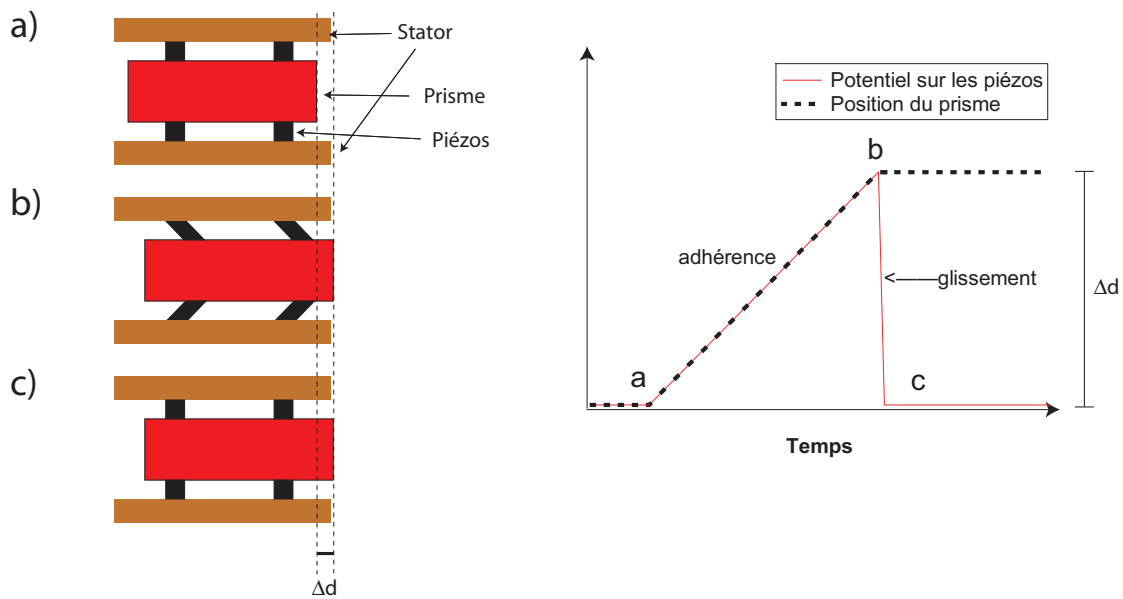 a)
Stator
Prisme
Piézos
b)
c)
Δd
Potentiel sur les piézos
Position du prisme
b
adhérence
<——glissement
Δd
a
c
Temps